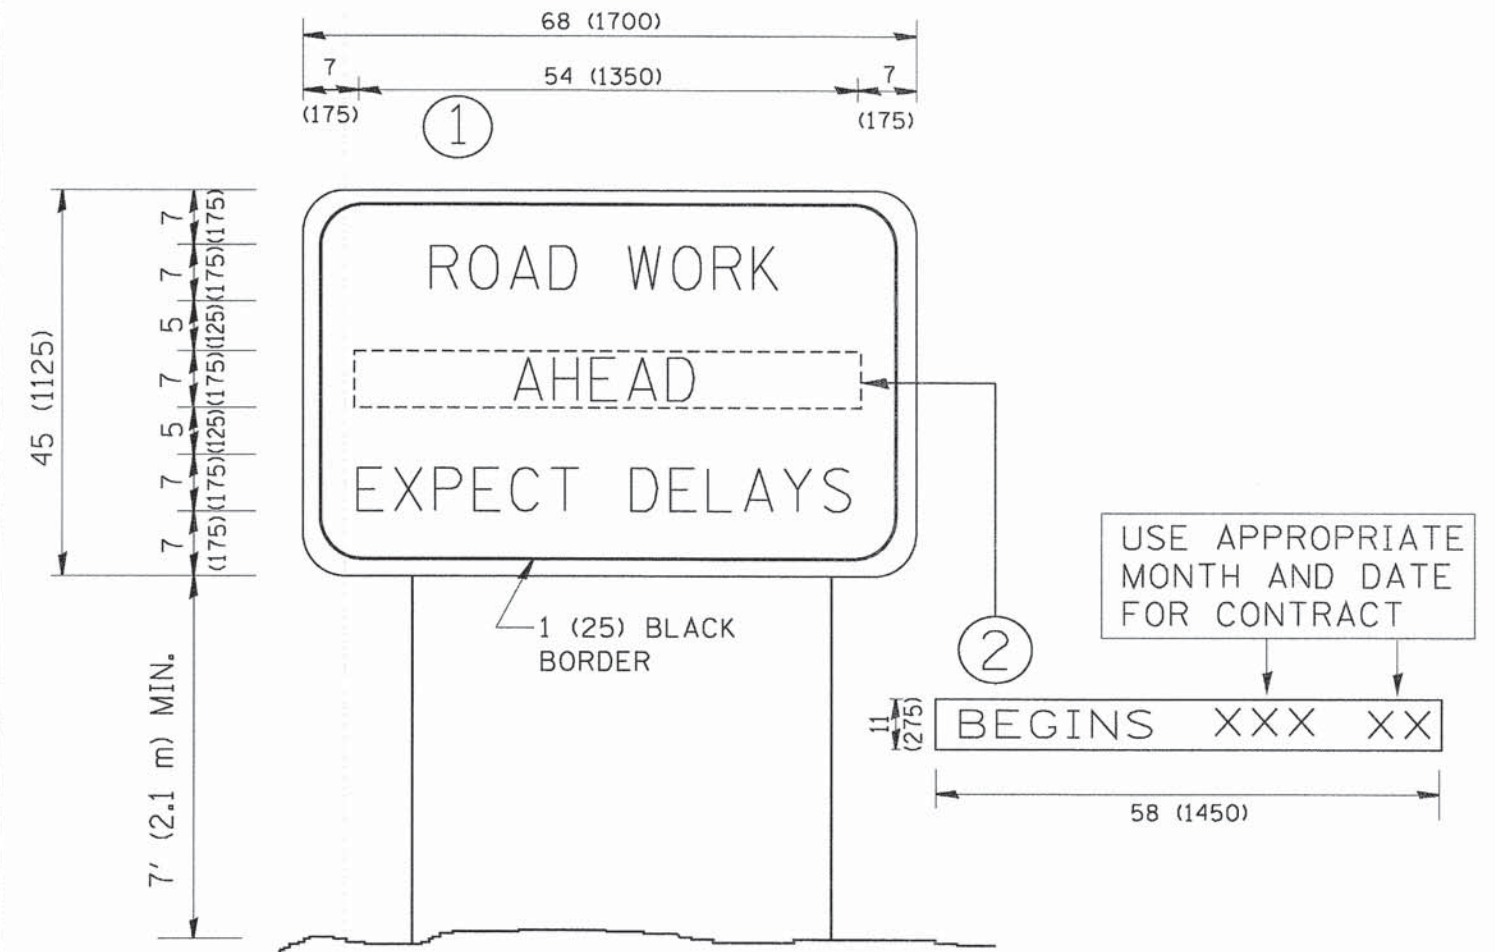 68 (1700)
7 54 (1350) 7
(175) (175)
1
7 (175)
7 (175)
5 (125)
7 (175)
5 (125)
7 (175)
7 (175)
45 (1125)
ROAD WORK
AHEAD
EXPECT DELAYS
1 (25) BLACK
BORDER
7' (2.1 m) MIN.
2
USE APPROPRIATE
MONTH AND DATE
FOR CONTRACT
11
(275)
BEGINS XXX XX
58 (1450)